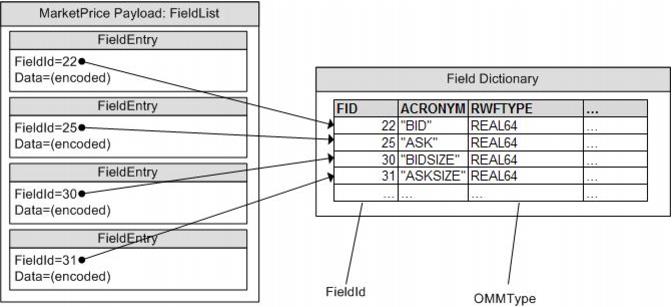 MarketPrice Payload: FieldList
FieldEntry
FieldId=22
Data=(encoded)
FieldEntry
FieldId=25
Data=(encoded)
FieldEntry
FieldId=30
Data=(encoded)
FieldEntry
FieldId=31
Data=(encoded)
Field Dictionary
FID ACRONYM RWFTYPE ...
22 "BID" REAL64 ...
25 "ASK" REAL64 ...
30 "BIDSIZE" REAL64 ...
31 "ASKSIZE" REAL64 ...
... ... ... ...
FieldId
OMMType